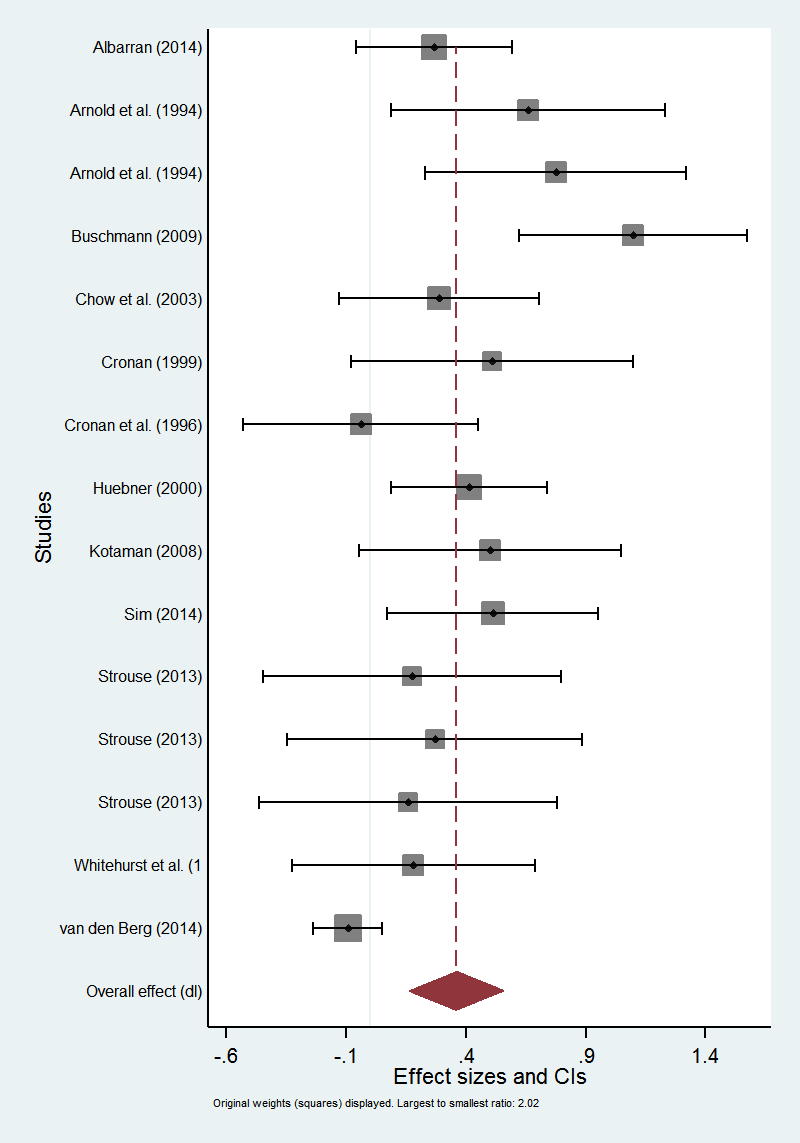 Albarran (2014)
Arnold et al. (1994)
Arnold et al. (1994)
Buschmann (2009)
Chow et al. (2003)
Cronan (1999)
Cronan et al. (1996)
Huebner (2000)
Kotaman (2008)
Sim (2014)
Strouse (2013)
Strouse (2013)
Strouse (2013)
Whitehurst et al. (1
van den Berg (2014)
Overall effect (dl)
Studies
-.6 -.1 .4 .9 1.4
Effect sizes and CIs
Original weights (squares) displayed. Largest to smallest ratio: 2.02